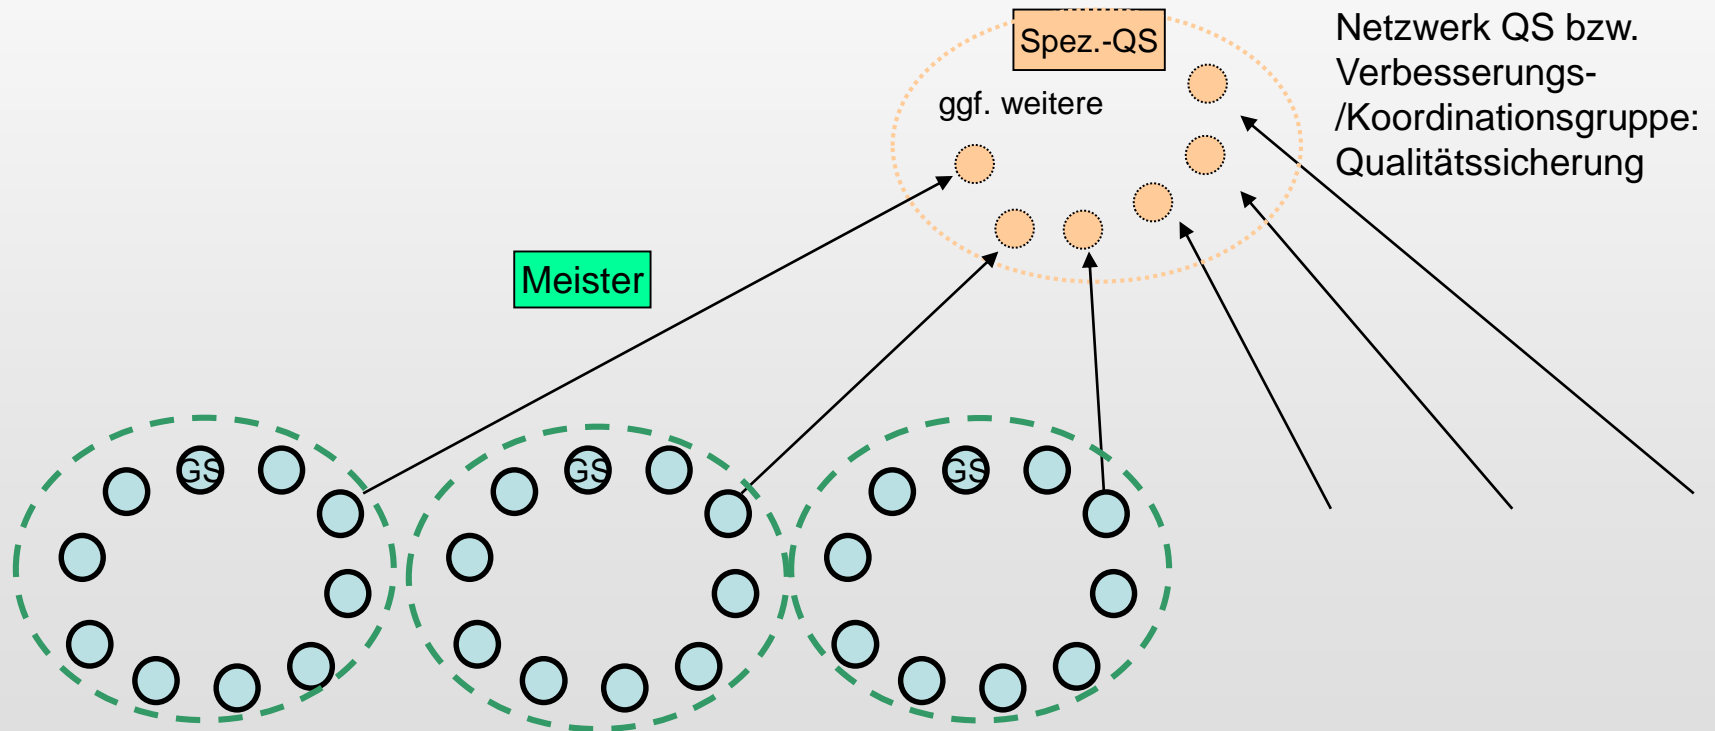 Spez.-QS
ggf. weitere
Netzwerk QS bzw.
Verbesserungs-
/Koordinationsgruppe:
Qualitätssicherung
Meister
GS
GS
GS